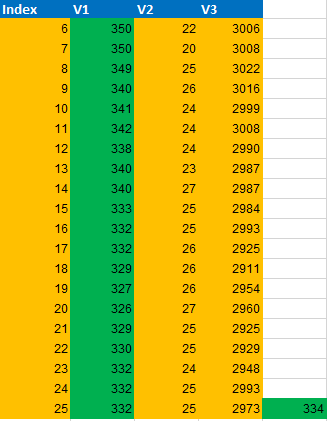 Index V1 V2 V3
6 350 22 3006
7 350 20 3008
8 349 25 3022
9 340 26 3016
10 341 24 2999
11 342 24 3008
12 338 24 2990
13 340 23 2987
14 340 27 2987
15 333 25 2984
16 332 25 2993
17 332 26 2925
18 329 26 2911
19 327 26 2954
20 326 27 2960
21 329 25 2925
22 330 25 2929
23 332 24 2948
24 332 25 2993
25 332 25 2973 334